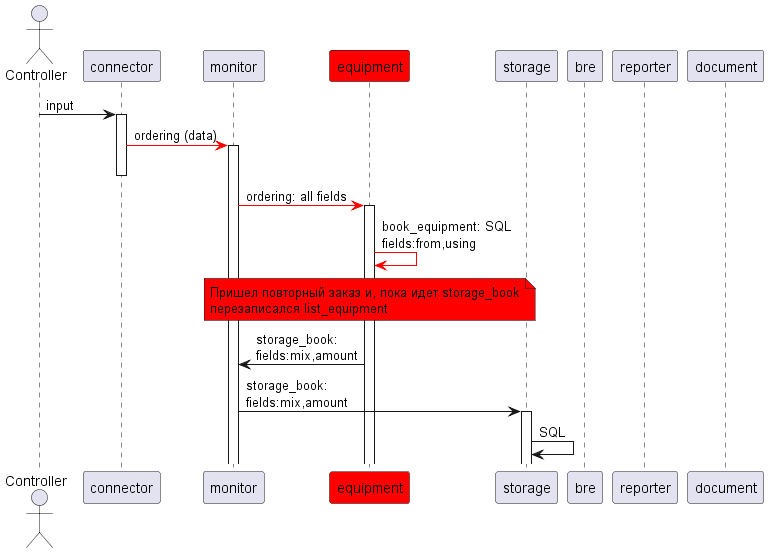 Controller
connector
monitor
equipment
storage
bre
reporter
document
input
ordering (data)
ordering: all fields
book_equipment: SQL
fields:from,using
Пришел повторный заказ и, пока идет storage_book
перезаписался list_equipment
storage_book:
fields:mix,amount
storage_book:
fields:mix,amount
SQL
Controller
connector
monitor
equipment
storage
bre
reporter
document